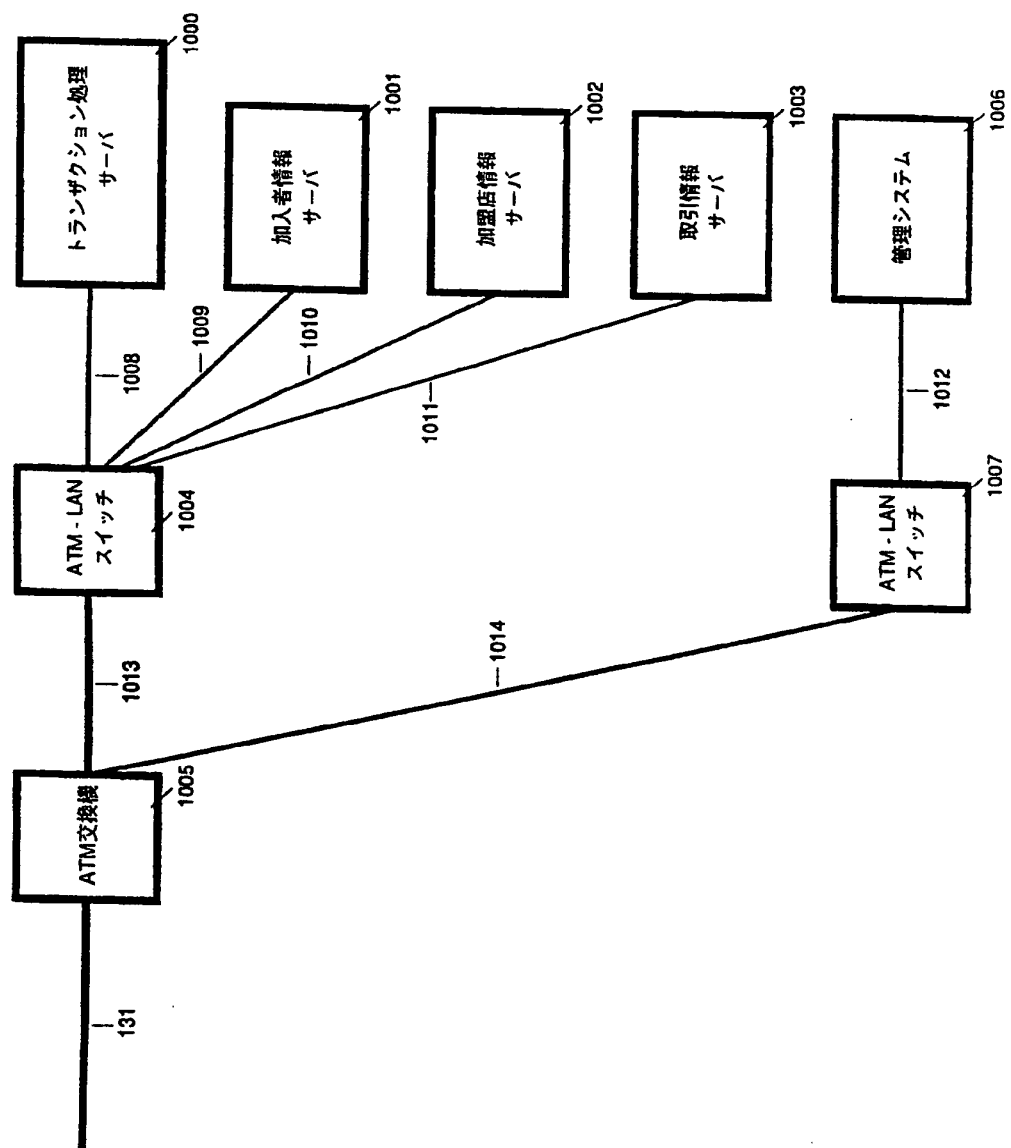 トランザクション処理
サーバ
1000
加入者情報
サーバ
1001
加盟店情報
サーバ
1002
取引情報
サーバ
1003
管理システム
1006
1008
1009
1010
1011
1012
ATM - LAN
スイッチ
1004
ATM - LAN
スイッチ
1007
1013
1014
ATM交換機
1005
131